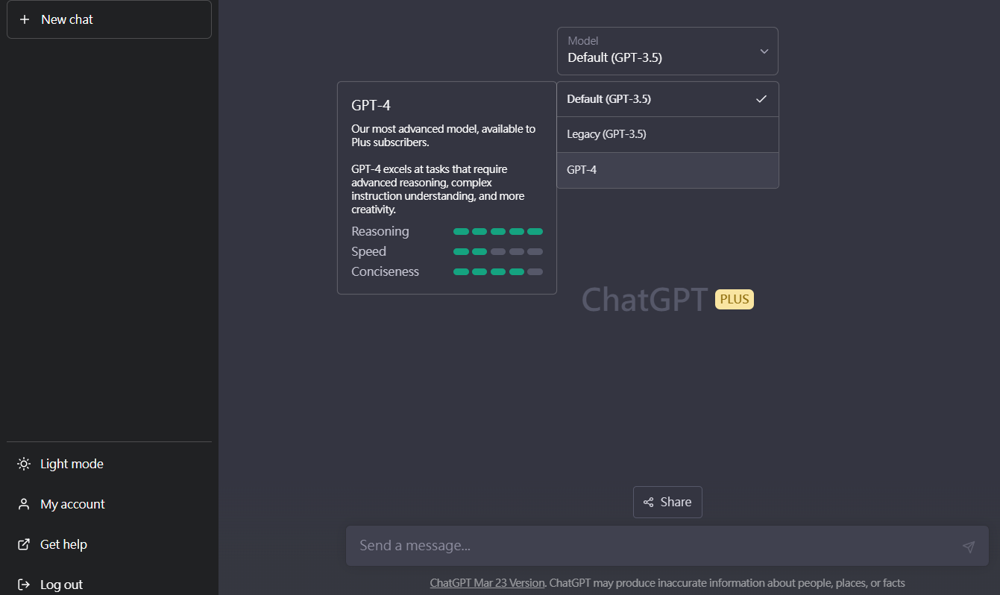 New chat
Model
Default (GPT-3.5)
GPT-4
Our most advanced model, available to
Plus subscribers.
GPT-4 excels at tasks that require
advanced reasoning, complex
instruction understanding, and more
creativity.
Reasoning
Speed
Conciseness
Default (GPT-3.5)
Legacy (GPT-3.5)
GPT-4
ChatGPT PLUS
Light mode
My account
Get help
Log out
Share
Send a message...
ChatGPT Mar 23 Version. ChatGPT may produce inaccurate information about people, places, or facts